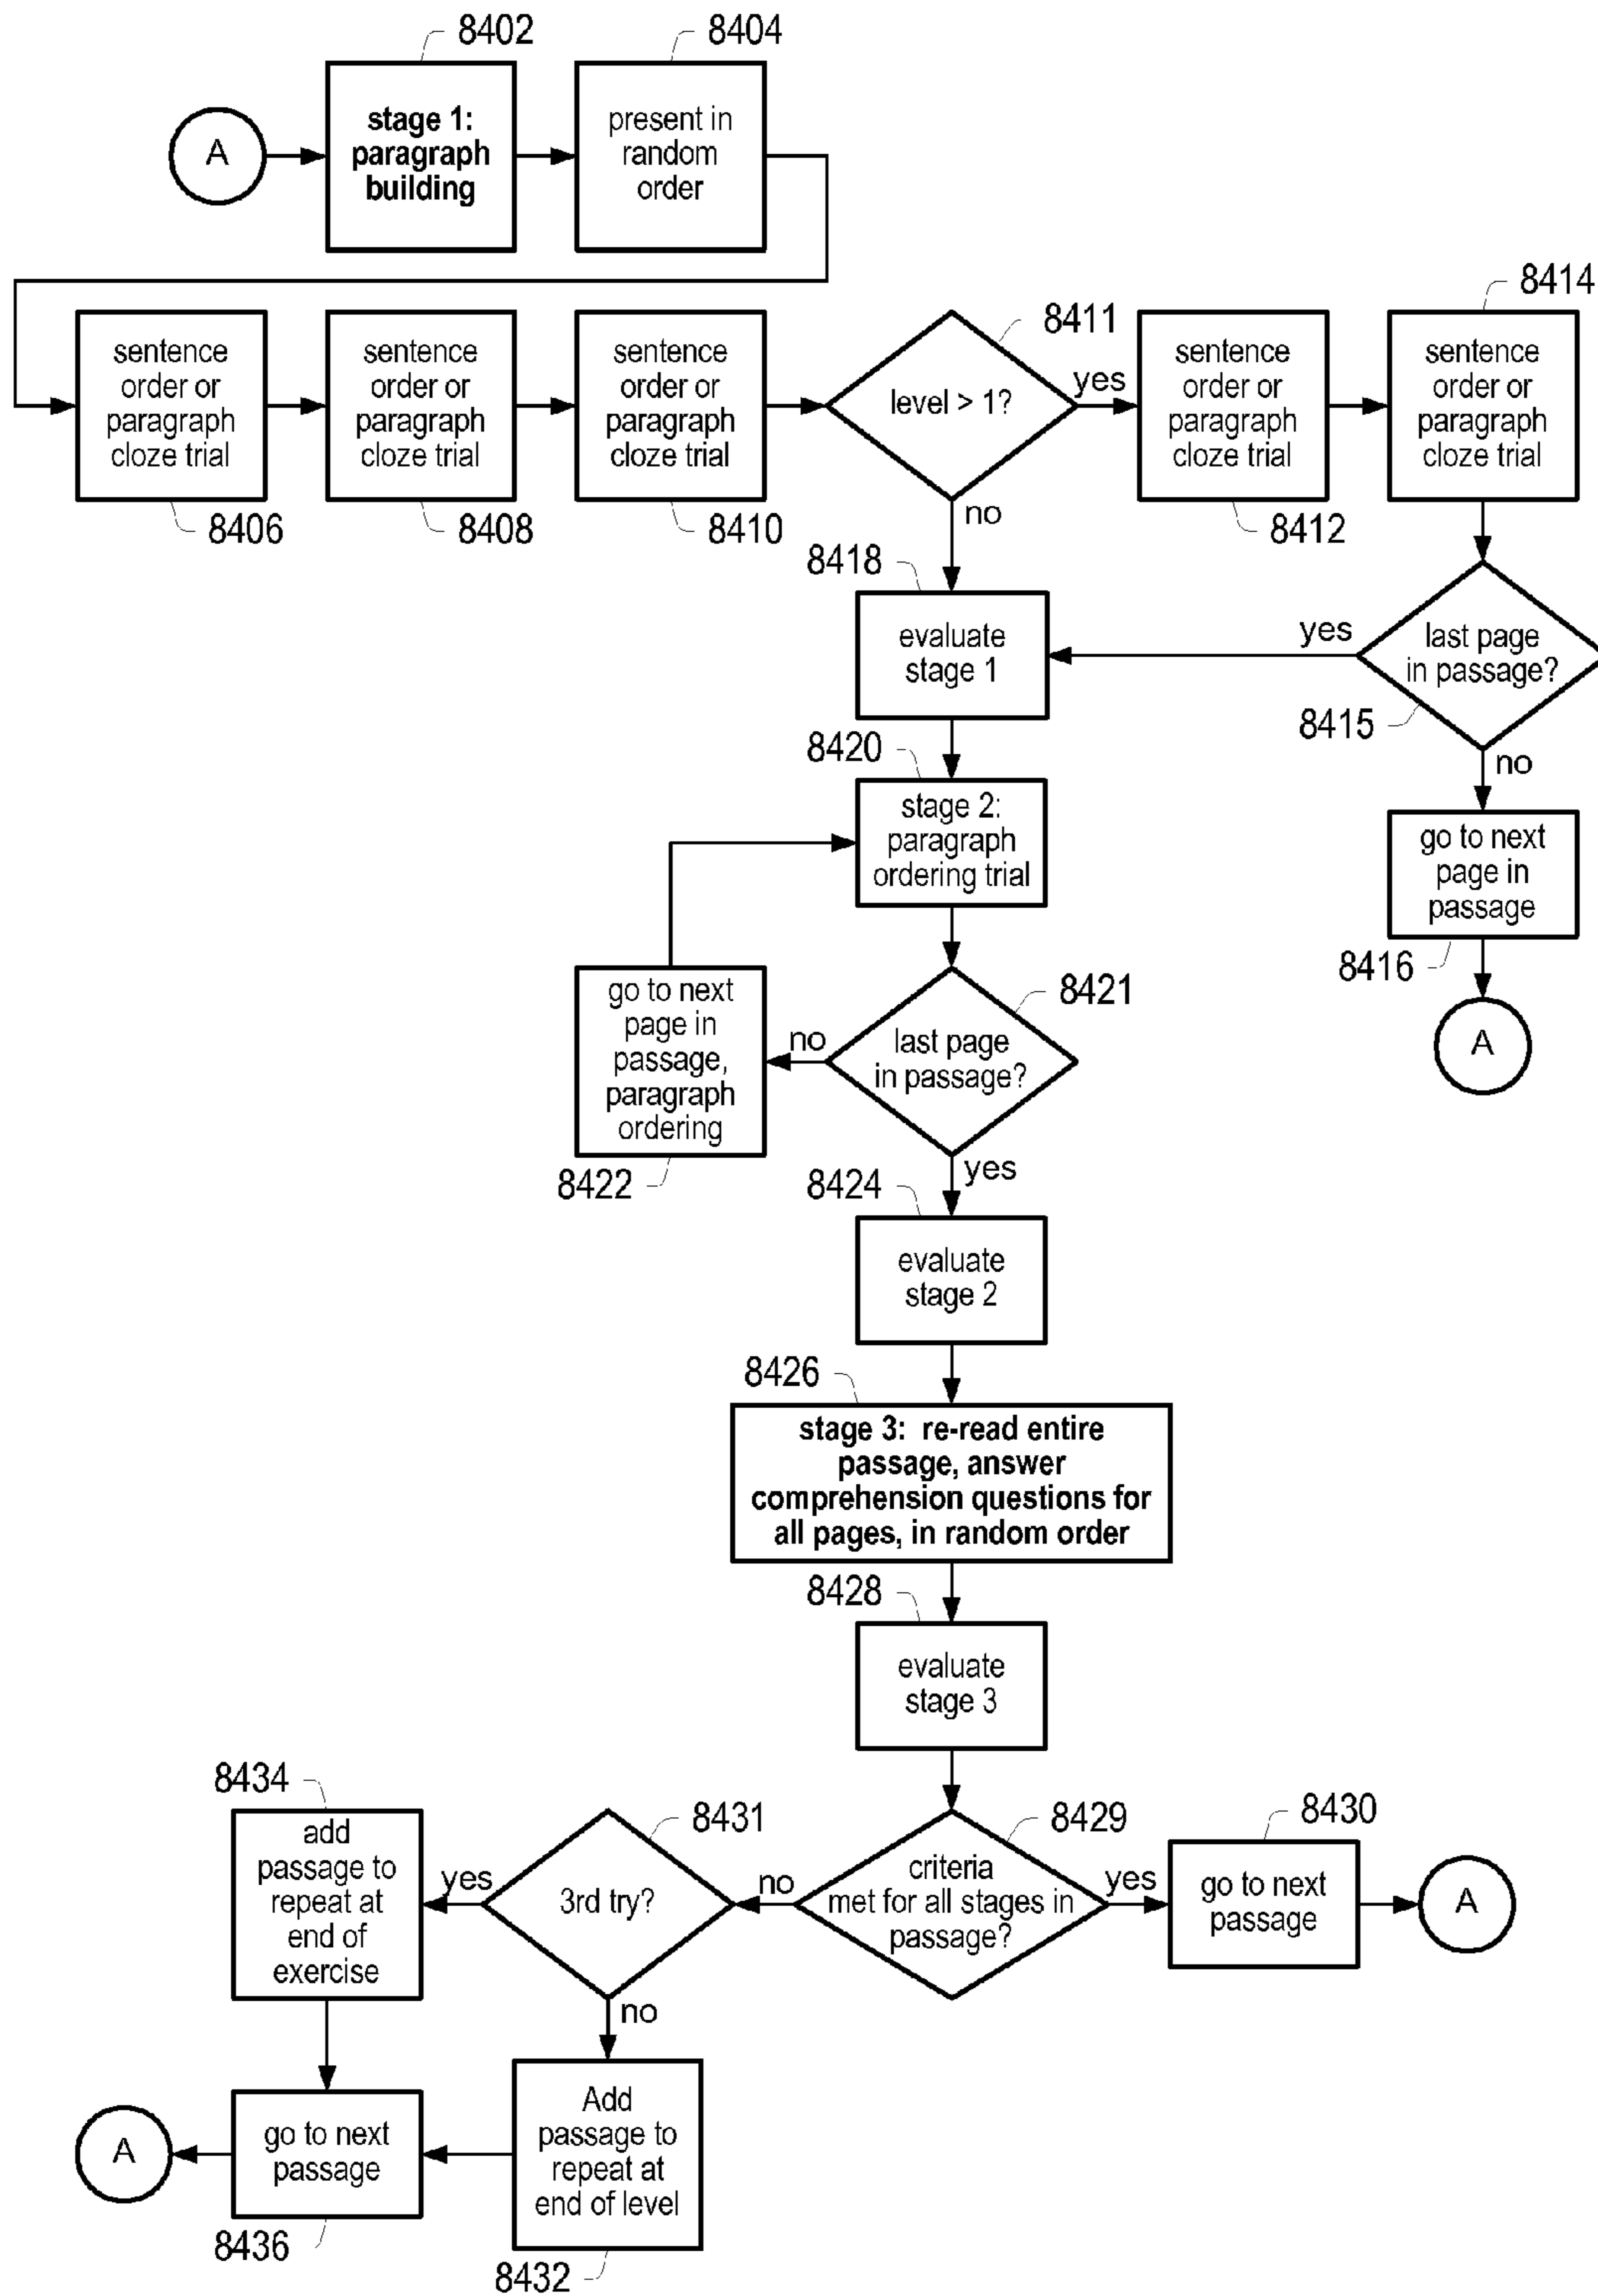 8402
8404
A
stage 1:
paragraph
building
present in
random
order
8414
8411
sentence
order or
paragraph
cloze trial
sentence
order or
paragraph
cloze trial
sentence
order or
paragraph
cloze trial
level > 1?
yes
sentence
order or
paragraph
cloze trial
sentence
order or
paragraph
cloze trial
8406
8408
8410
no
8412
8418
evaluate
stage 1
yes
last page
in passage?
8415
no
8420
stage 2:
paragraph
ordering trial
go to next
page in
passage
8416
A
8421
go to next
page in
passage,
paragraph
ordering
no
last page
in passage?
8422
yes
8424
evaluate
stage 2
8426
stage 3:  re-read entire
passage, answer
comprehension questions for
all pages, in random order
8428
evaluate
stage 3
8434
8431
8429
8430
add
passage to
repeat at
end of
exercise
yes
3rd try?
no
criteria
met for all stages in
passage?
yes
go to next
passage
A
no
A
go to next
passage
Add
passage to
repeat at
end of level
8436
8432